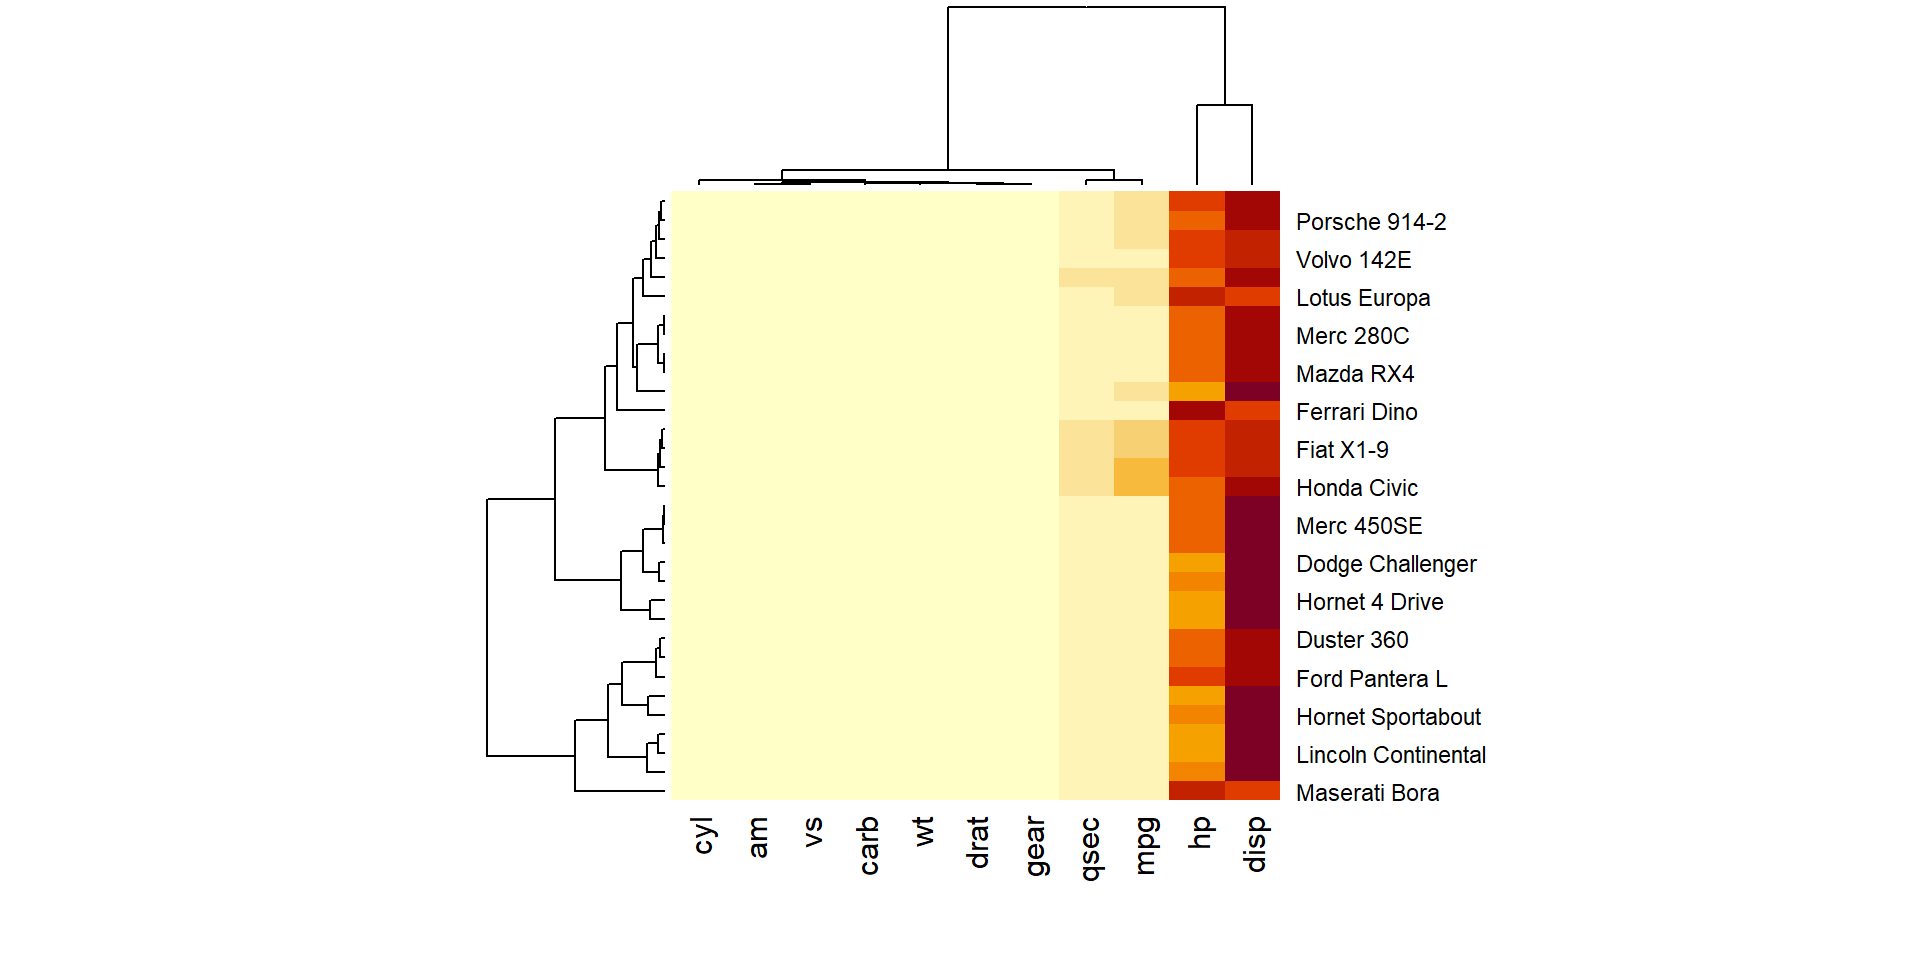 Porsche 914-2
Volvo 142E
Lotus Europa
Merc 280C
Mazda RX4
Ferrari Dino
Fiat X1-9
Honda Civic
Merc 450SE
Dodge Challenger
Hornet 4 Drive
Duster 360
Ford Pantera L
Hornet Sportabout
Lincoln Continental
Maserati Bora
cyl
am
vs
carb
wt
drat
gear
qsec
mpg
hp
disp